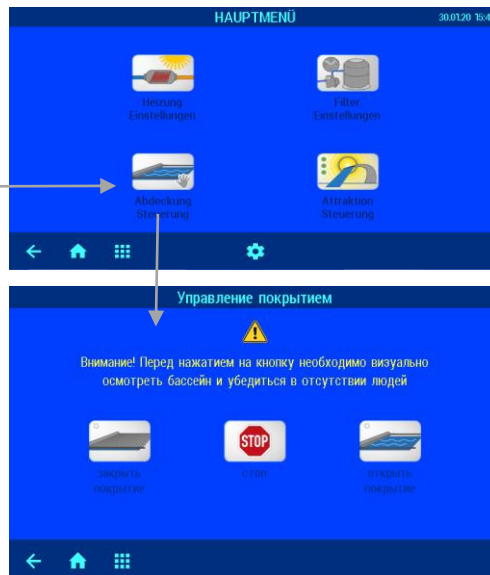 HAUPTMENÜ
30.01.20 15:4
Heizung
Einstellungen
Filter
Einstellungen
Abdeckung
Steuerung
Attraktion
Steuerung
Управление покрытием
Внимание! Перед нажатием на кнопку необходимо визуально
осмотреть бассейн и убедиться в отсутствии людей
STOP
закрыть
покрытие
стоп
открыть
покрытие